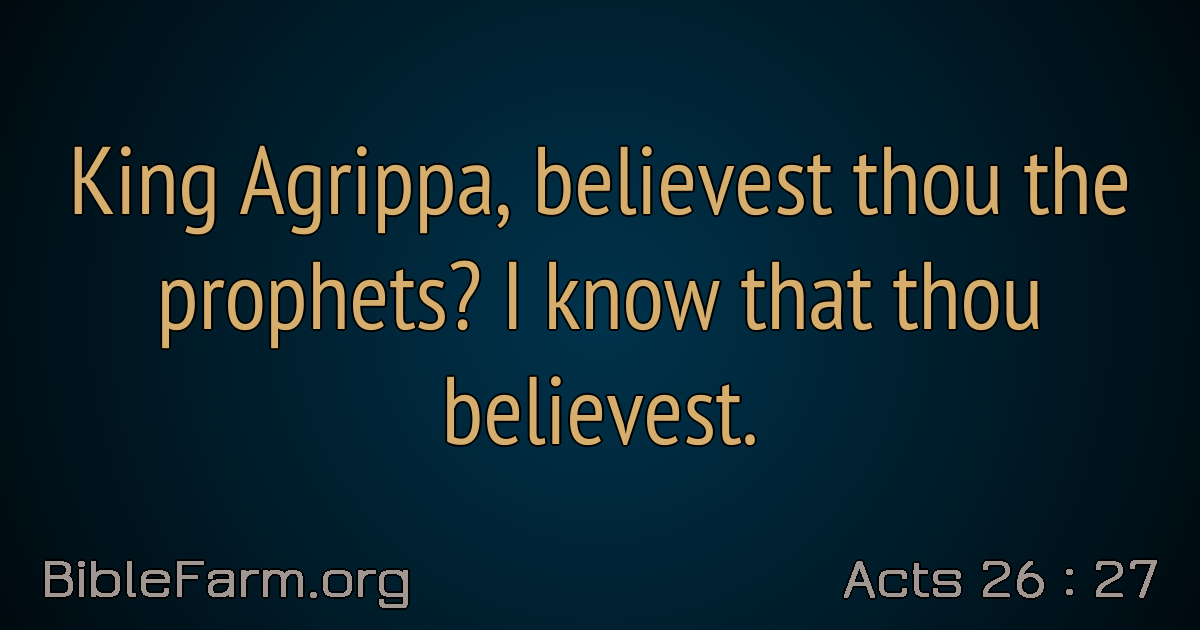 King Agrippa, believest thou the
prophets? I know that thou
believest.
BibleFarm.org
Acts 26 : 27